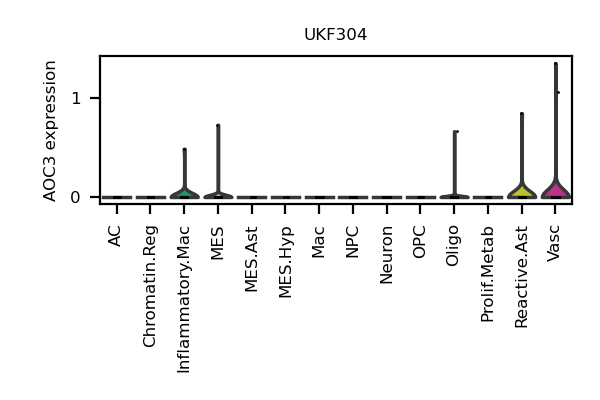 UKF304
AOC3 expression
1
0
AC
Chromatin.Reg
Inflammatory.Mac
MES
MES.Ast
MES.Hyp
Mac
NPC
Neuron
OPC
Oligo
Prolif.Metab
Reactive.Ast
Vasc